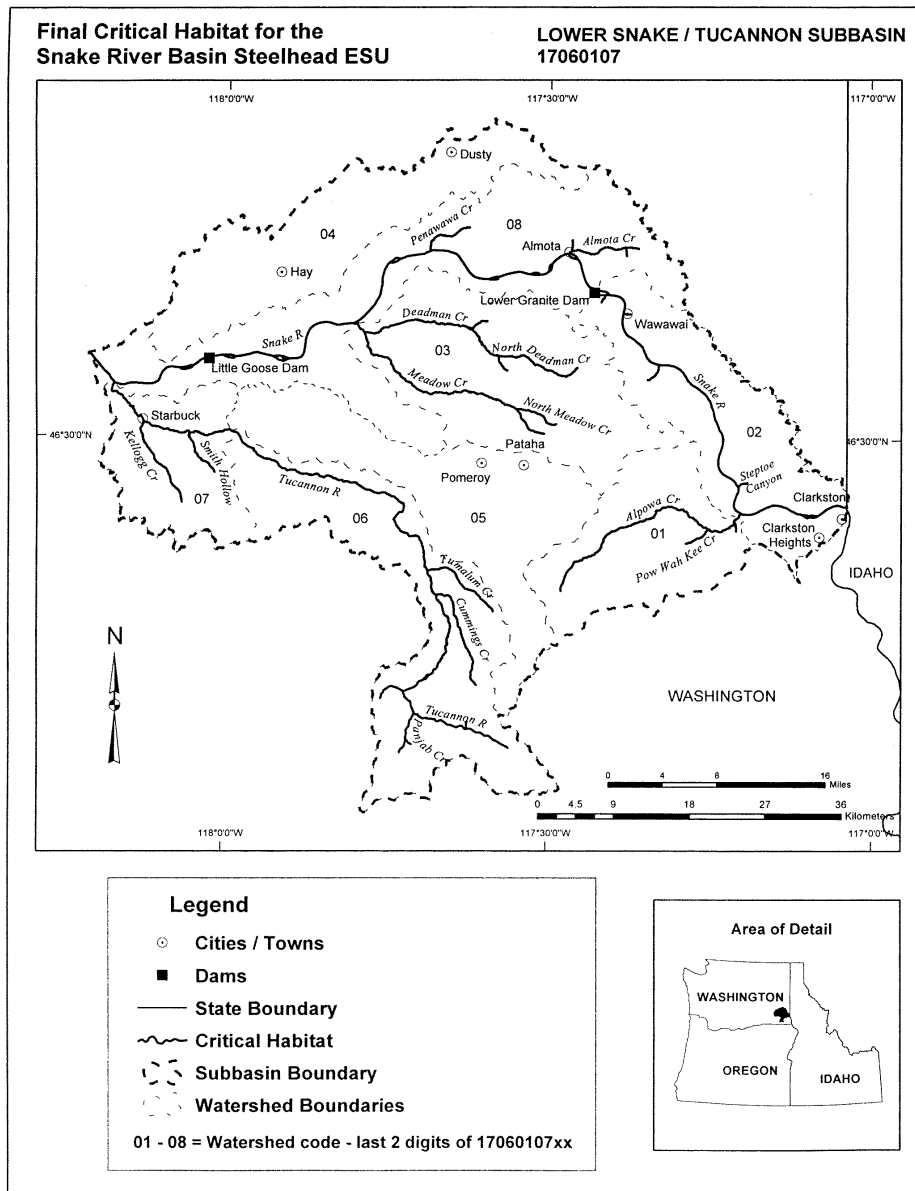 Final Critical Habitat for the
Snake River Basin Steelhead ESU
LOWER SNAKE / TUCANNON SUBBASIN
17060107
118°0'0"W
117°30'0"W
117°0'0"W
Dusty
04
Penawawa Cr
08
Almota
Almota Cr
Hay
Lower Granite Dam
Wawawai
Snake R
Deadman Cr
03
North Deadman Cr
Little Goose Dam
Meadow Cr
North Meadow Cr
Snake R
02
Starbuck
46°30'0"N
46°30'0"N
Kellogg Cr
Smith Hollow
Pataha
Pomeroy
Steptoe
Canyon
Clarkston
Tucannon R
07
06
05
Alpowa Cr
01
Pow Wah Kee Cr
Clarkston
Heights
IDAHO
Tumalum Cr
Cummings Cr
N
WASHINGTON
Tucannon R
Panjab Cr
0 4 8 16
Miles
0 4.5 9 18 27 36
Kilometers
118°0'0"W
117°30'0"W
117°0'0"W
Legend
Cities / Towns
Dams
State Boundary
Critical Habitat
Subbasin Boundary
Watershed Boundaries
01 - 08 = Watershed code - last 2 digits of 17060107xx
Area of Detail
WASHINGTON
OREGON
IDAHO